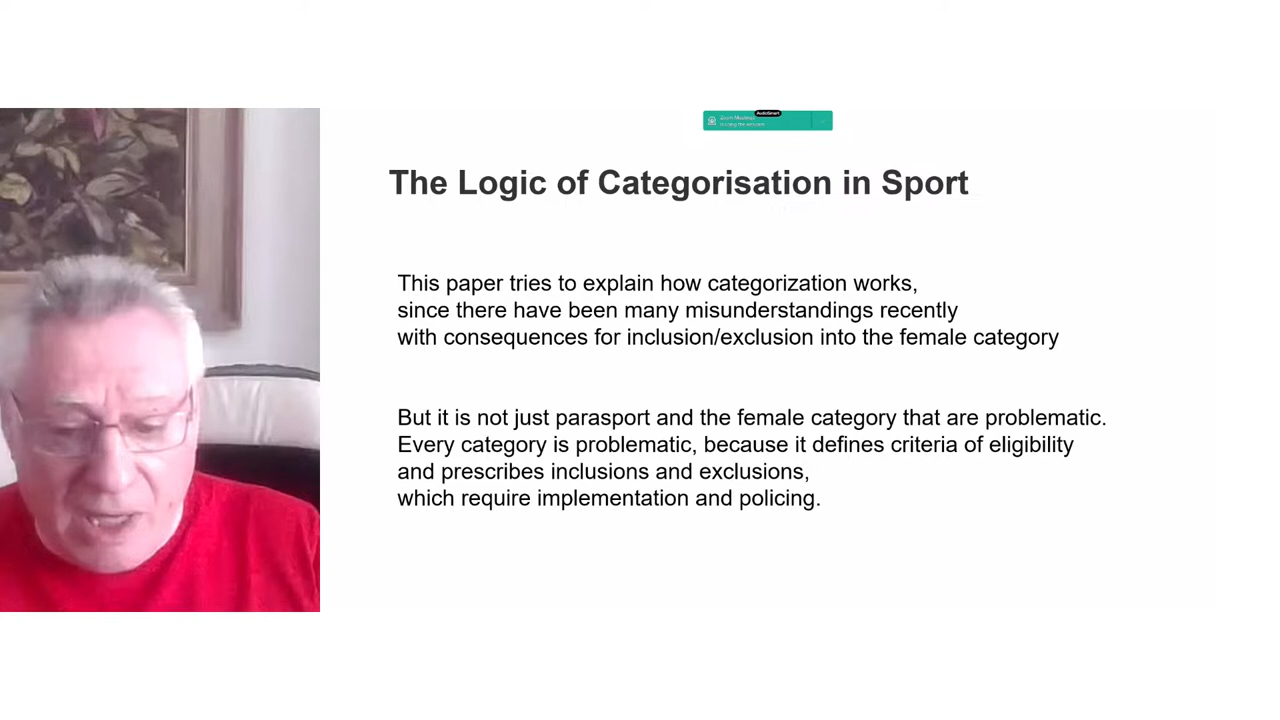 AudioSmart
Zoom Meetings
The Logic of Categorisation in Sport
This paper tries to explain how categorization works,
since there have been many misunderstandings recently
with consequences for inclusion/exclusion into the female category
But it is not just parasport and the female category that are problematic.
Every category is problematic, because it defines criteria of eligibility
and prescribes inclusions and exclusions,
which require implementation and policing.